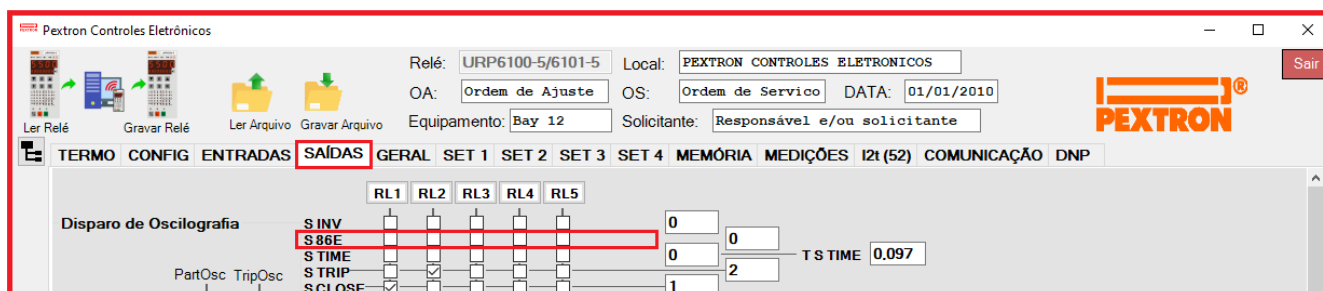 Pextron Controles Eletrônicos
Relé: URP6100-5/6101-5 Local: PEXTRON CONTROLES ELETRONICOS Sair
OA: Ordem de Ajuste OS: Ordem de Servico DATA: 01/01/2010
Equipamento: Bay 12 Solicitante: Responsável e/ou solicitante
PEXTRON®
Ler Relé Gravar Relé Ler Arquivo Gravar Arquivo
TERMO CONFIG ENTRADAS SAÍDAS GERAL SET 1 SET 2 SET 3 SET 4 MEMÓRIA MEDIÇÕES I2t (52) COMUNICAÇÃO DNP
RL1 RL2 RL3 RL4 RL5
Disparo de Oscilografia S INV 0
S 86E 0
S TIME 0 T S TIME 0.097
PartOsc TripOsc S TRIP 2
S CLOSE 1